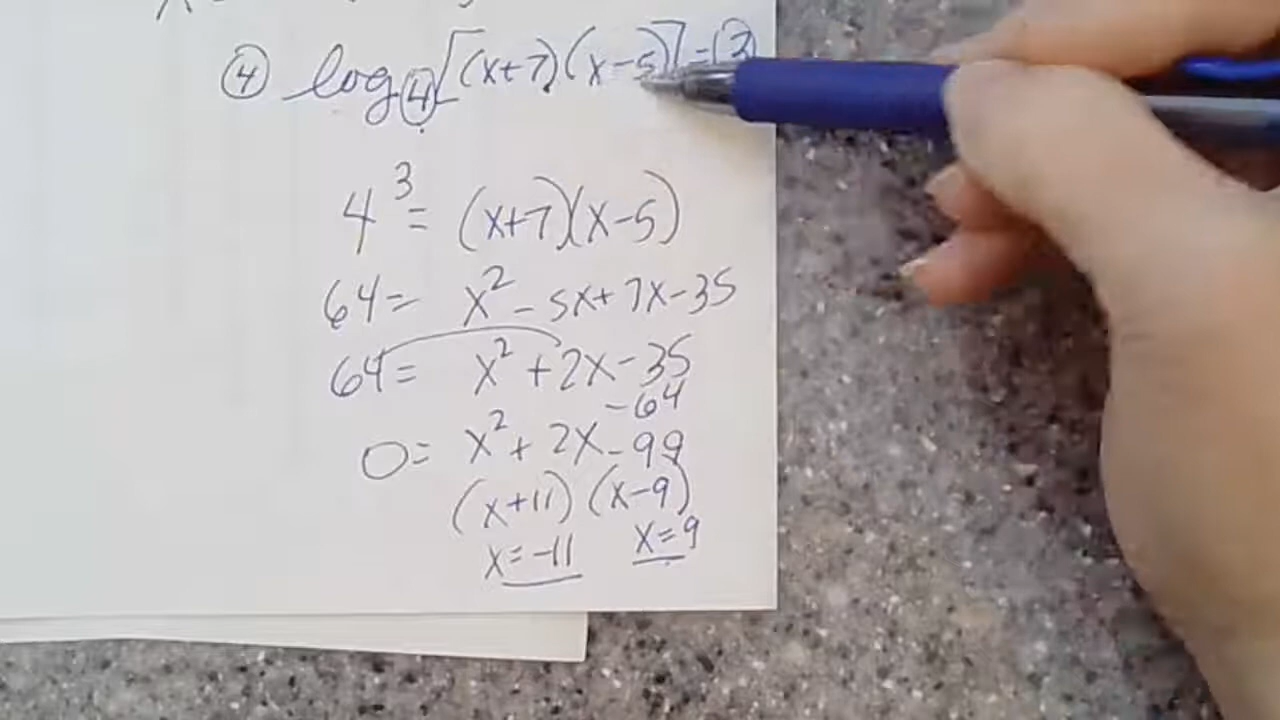 ④ log₄[(x+7)(x-5)]=3
4³ = (x+7)(x-5)
64= x² - 5x+7x-35
64= x² +2x-35
-64
0= x² + 2x-99
(x+11) (x-9)
x=-11 x=9